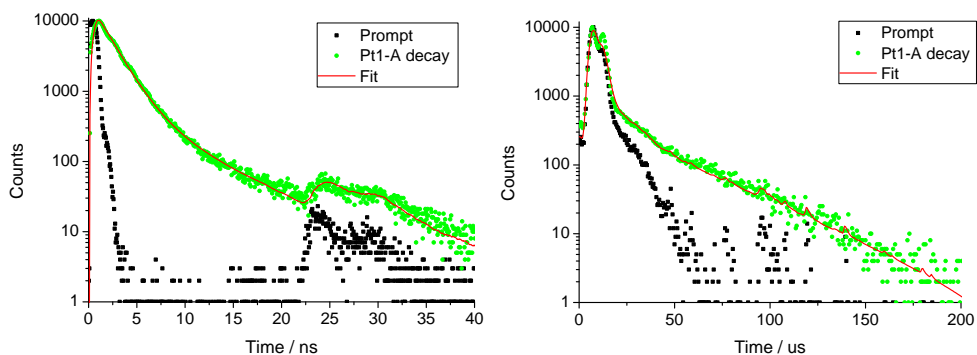 10000
1000
100
10
1
Counts
0 5 10 15 20 25 30 35 40
Time / ns
Prompt
Pt1-A decay
Fit
10000
1000
100
10
1
Counts
0 50 100 150 200
Time / us
Prompt
Pt1-A decay
Fit